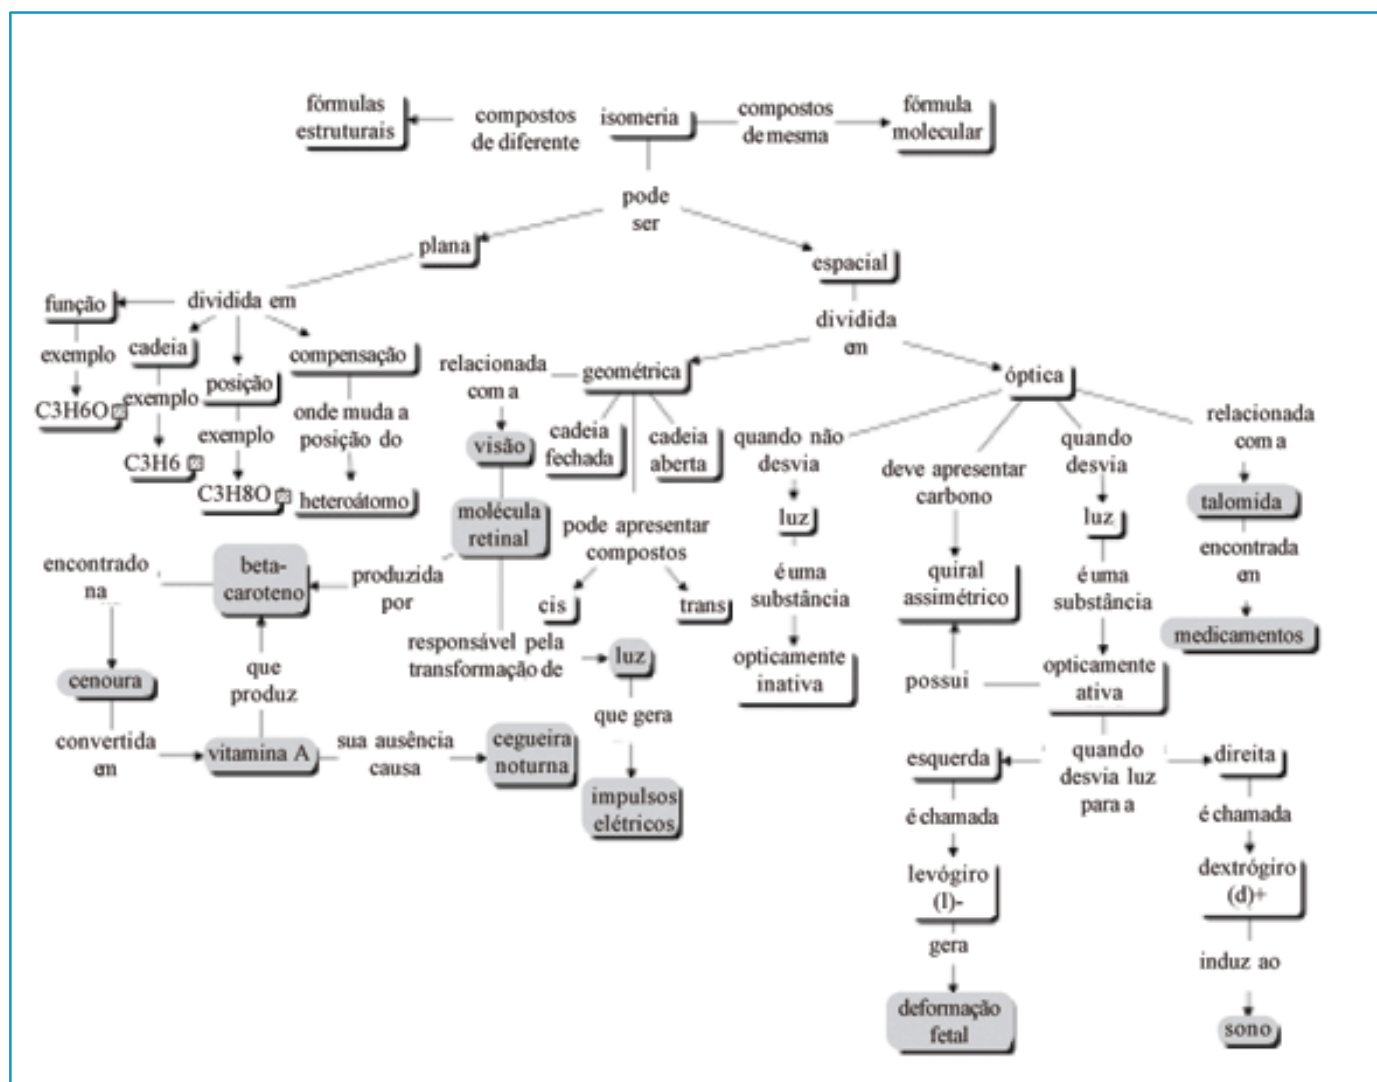 fórmulas
estruturais
compostos
de diferente
isomeria
compostos
de mesma
fórmula
molecular
pode
ser
plana
espacial
função
dividida em
exemplo
cadeia
compensação
C3H6O
exemplo
posição
onde muda a
posição do
C3H6
exemplo
C3H8O
heteroátomo
dividida
em
relacionada
com a
geométrica
óptica
visão
cadeia
fechada
cadeia
aberta
quando não
desvia
deve apresentar
carbono
quando
desvia
relacionada
com a
molécula
retinal
pode apresentar
compostos
luz
luz
talomida
encontrado
na
beta-
caroteno
produzida
por
cis
trans
é uma
substância
quiral
assimétrico
é uma
substância
encontrada
em
medicamentos
responsável pela
transformação de
luz
cenoura
que
produz
opticamente
inativa
possui
opticamente
ativa
convertida
em
vitamina A
sua ausência
causa
cegueira
noturna
que gera
impulsos
elétricos
esquerda
quando
desvia luz
para a
direita
é chamada
é chamada
levógiro
(l)-
dextrógiro
(d)+
gera
induz ao
deformação
fetal
sono